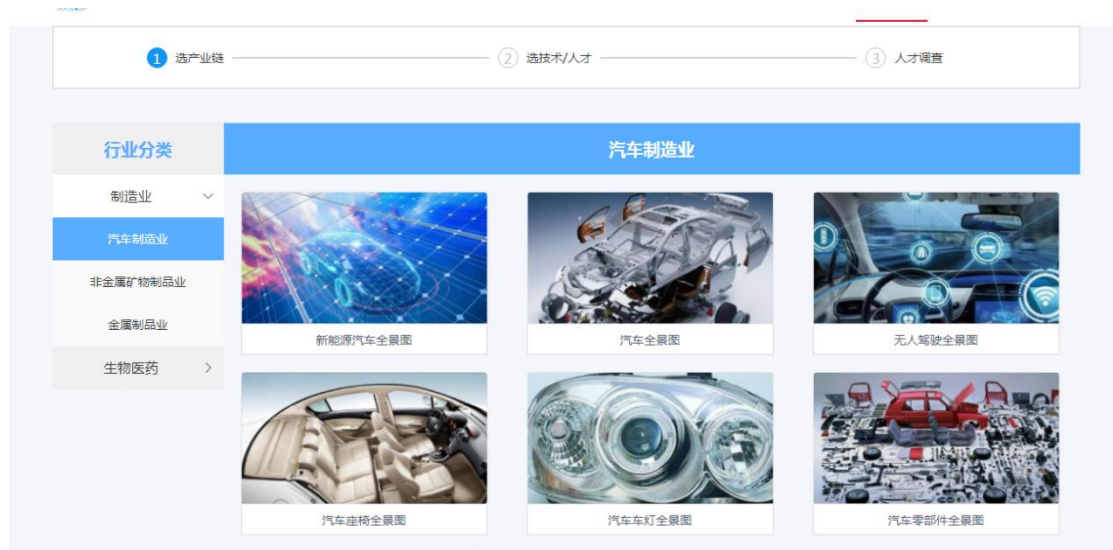 1 选产业链
2 选技术/人才
3 人才调查
行业分类
汽车制造业
制造业
汽车制造业
非金属矿物制品业
金属制品业
生物医药
新能源汽车全景图
汽车全景图
无人驾驶全景图
汽车座椅全景图
汽车车灯全景图
汽车零部件全景图